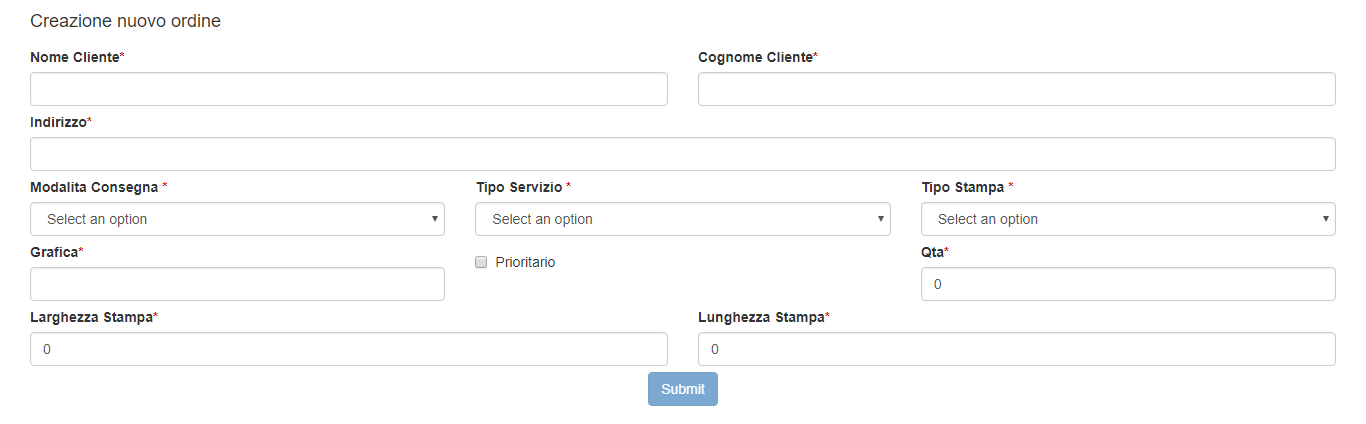 Creazione nuovo ordine
Nome Cliente* Cognome Cliente*
Indirizzo*
Modalita Consegna * Tipo Servizio * Tipo Stampa *
Select an option Select an option Select an option
Grafica* Prioritario Qta*
0
Larghezza Stampa* Lunghezza Stampa*
0 0
Submit